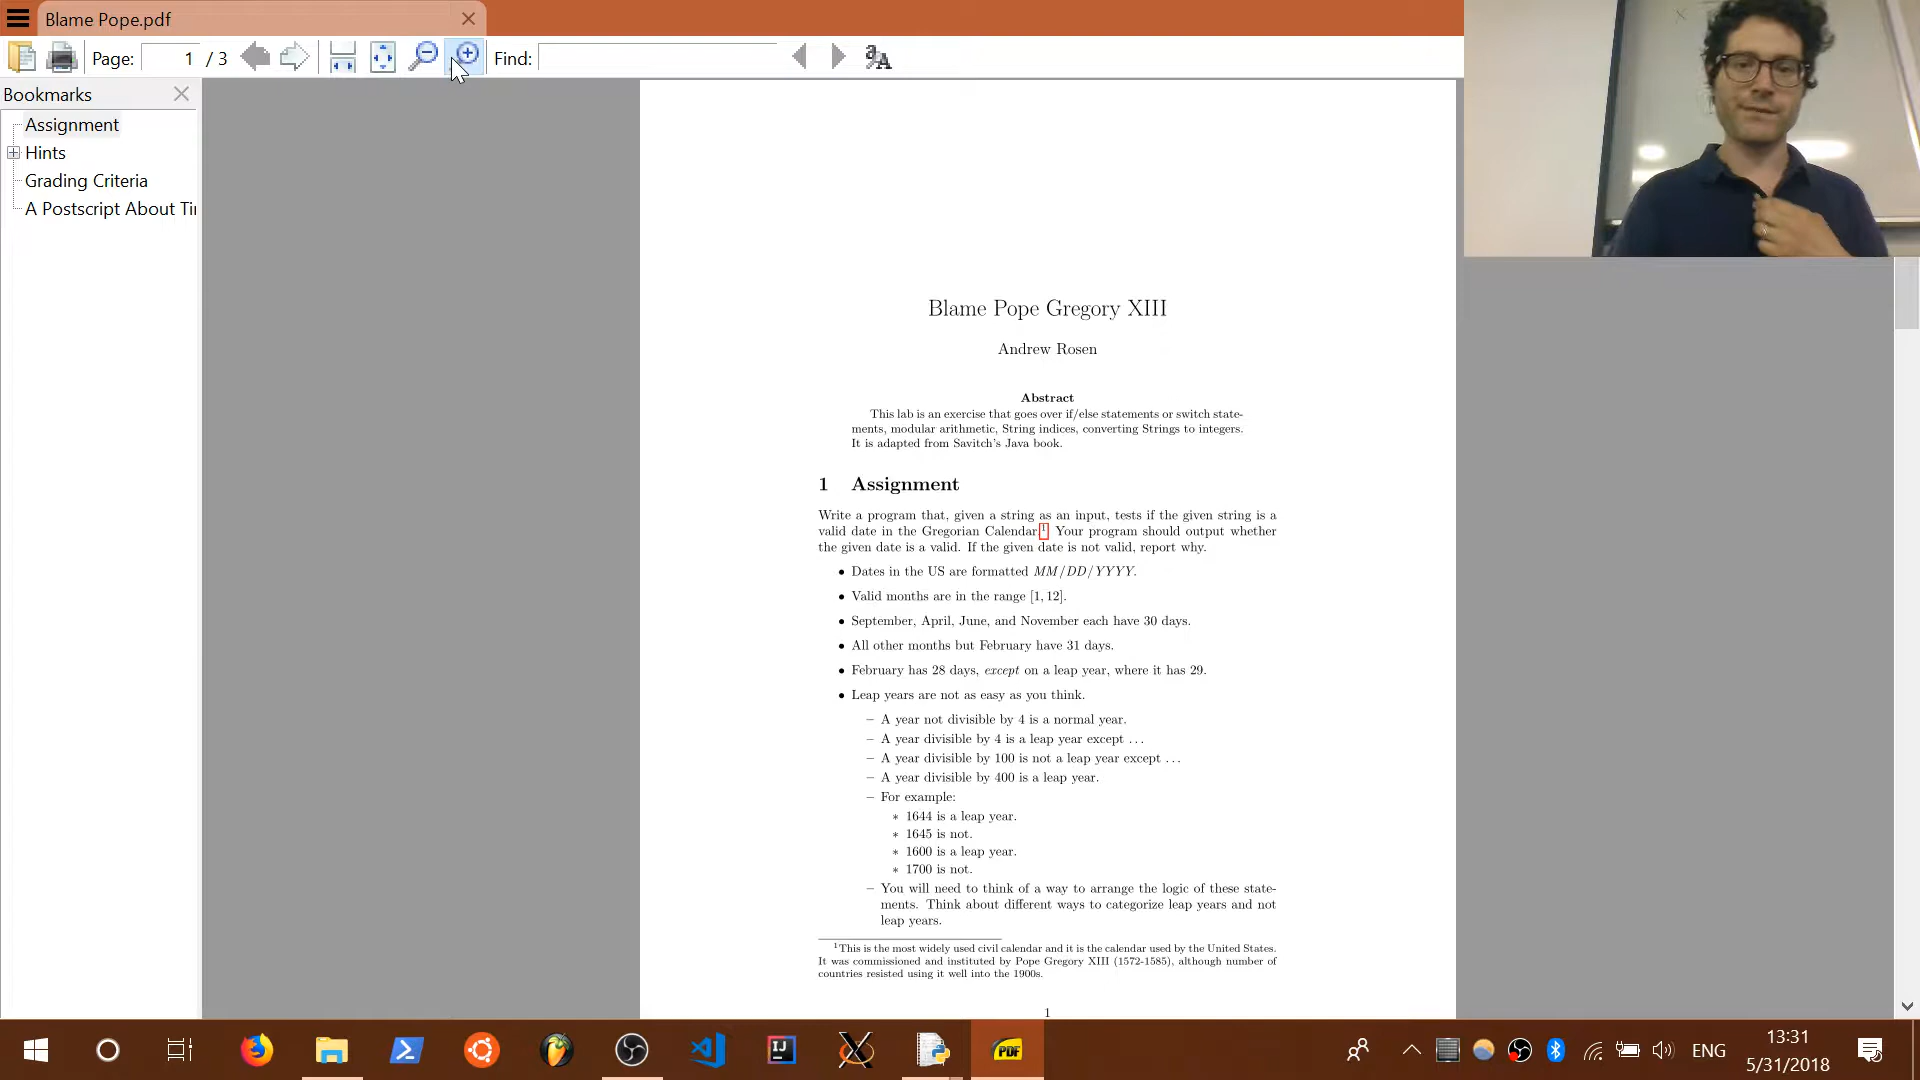 Blame Pope.pdf
Page: 1 / 3 Find:
Bookmarks
Assignment
Hints
Grading Criteria
A Postscript About Ti
Blame Pope Gregory XIII
Andrew Rosen
Abstract
This lab is an exercise that goes over if/else statements or switch state-
ments, modular arithmetic, String indices, converting Strings to integers.
It is adapted from Savitch's Java book.
1 Assignment
Write a program that, given a string as an input, tests if the given string is a
valid date in the Gregorian Calendar.1 Your program should output whether
the given date is a valid. If the given date is not valid, report why.
• Dates in the US are formatted MM/DD/YYYY.
• Valid months are in the range [1, 12].
• September, April, June, and November each have 30 days.
• All other months but February have 31 days.
• February has 28 days, except on a leap year, where it has 29.
• Leap years are not as easy as you think.
– A year not divisible by 4 is a normal year.
– A year divisible by 4 is a leap year except . . .
– A year divisible by 100 is not a leap year except . . .
– A year divisible by 400 is a leap year.
– For example:
* 1644 is a leap year.
* 1645 is not.
* 1600 is a leap year.
* 1700 is not.
– You will need to think of a way to arrange the logic of these state-
ments. Think about different ways to categorize leap years and not
leap years.
1This is the most widely used civil calendar and it is the calendar used by the United States.
It was commissioned and instituted by Pope Gregory XIII (1572-1585), although number of
countries resisted using it well into the 1900s.
1
IJ
PDF
ENG
13:31
5/31/2018